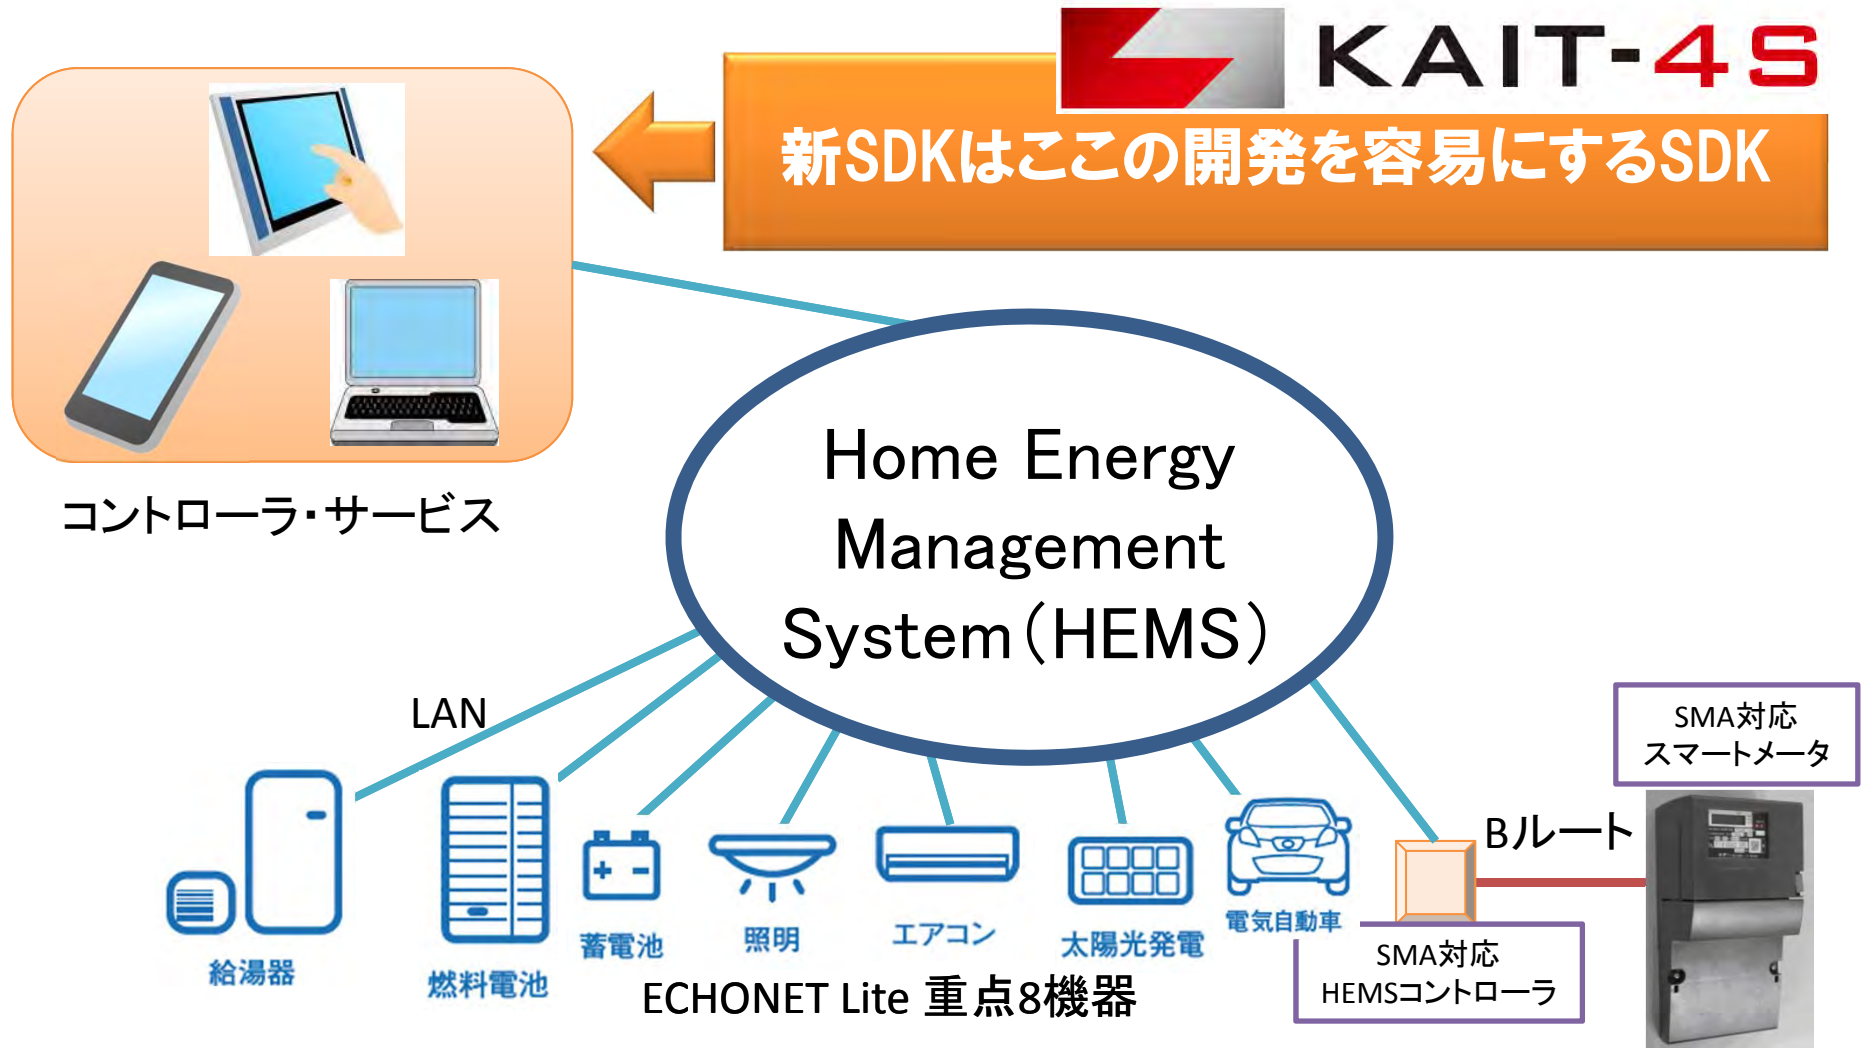 KAIT-4S
新SDKはここの開発を容易にするSDK
コントローラ・サービス
Home Energy
Management
System（HEMS）
LAN
SMA対応
スマートメータ
Bルート
給湯器
燃料電池
蓄電池
照明
エアコン
太陽光発電
電気自動車
SMA対応
HEMSコントローラ
ECHONET Lite 重点8機器